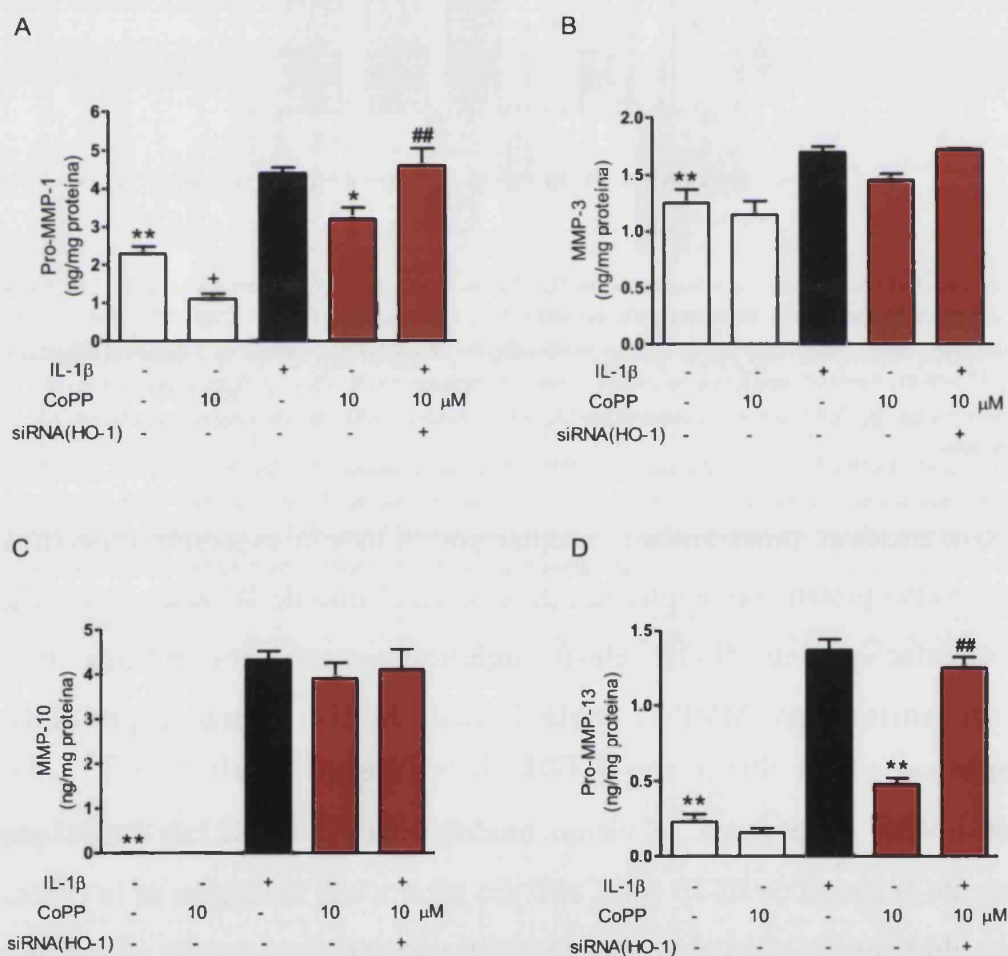 A
Pro-MMP-1
(ng/mg proteína)
6
5
4
3
2
1
0
**
+
*
##
IL-1β - - + + +
CoPP - 10 - 10 10 μM
siRNA(HO-1) - - - - +
B
MMP-3
(ng/mg proteína)
2.0
1.5
1.0
0.5
0.0
**
IL-1β - - + + +
CoPP - 10 - 10 10 μM
siRNA(HO-1) - - - - +
C
MMP-10
(ng/mg proteína)
5
4
3
2
1
0
**
IL-1β - - + + +
CoPP - 10 - 10 10 μM
siRNA(HO-1) - - - - +
D
Pro-MMP-13
(ng/mg proteína)
1.5
1.0
0.5
0.0
**
**
##
IL-1β - - + + +
CoPP - 10 - 10 10 μM
siRNA(HO-1) - - - - +